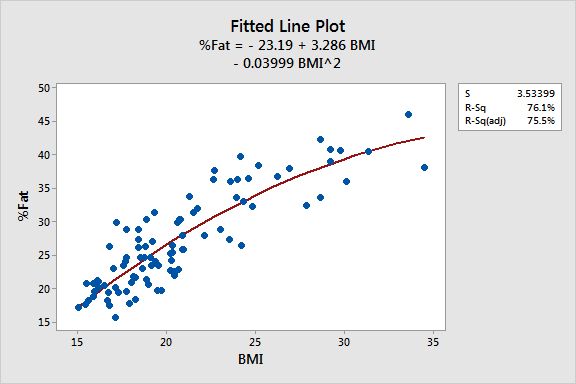 Fitted Line Plot
%Fat = - 23.19 + 3.286 BMI
- 0.03999 BMI^2
S 3.53399
R-Sq 76.1%
R-Sq(adj) 75.5%
%Fat
50
45
40
35
30
25
20
15
15 20 25 30 35
BMI